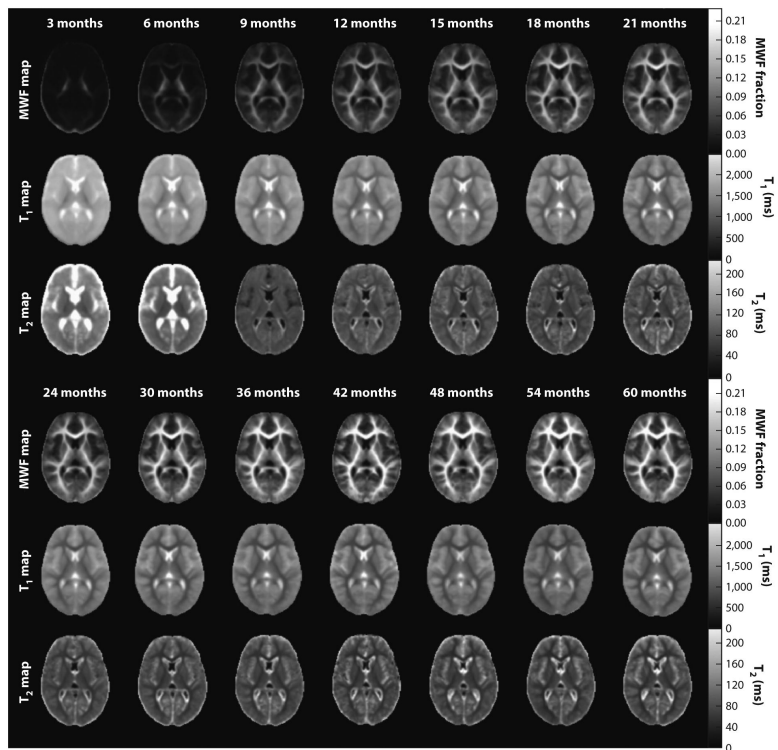 3 months 6 months 9 months 12 months 15 months 18 months 21 months
MWF map
0.21
0.18
0.15
0.12
0.09
0.06
0.03
0.00
MWF fraction
T1 map
2,000
1,500
1,000
500
0
T1 (ms)
T2 map
200
160
120
80
40
0
T2 (ms)
24 months 30 months 36 months 42 months 48 months 54 months 60 months
MWF map
0.21
0.18
0.15
0.12
0.09
0.06
0.03
0.00
MWF fraction
T1 map
2,000
1,500
1,000
500
0
T1 (ms)
T2 map
200
160
120
80
40
0
T2 (ms)